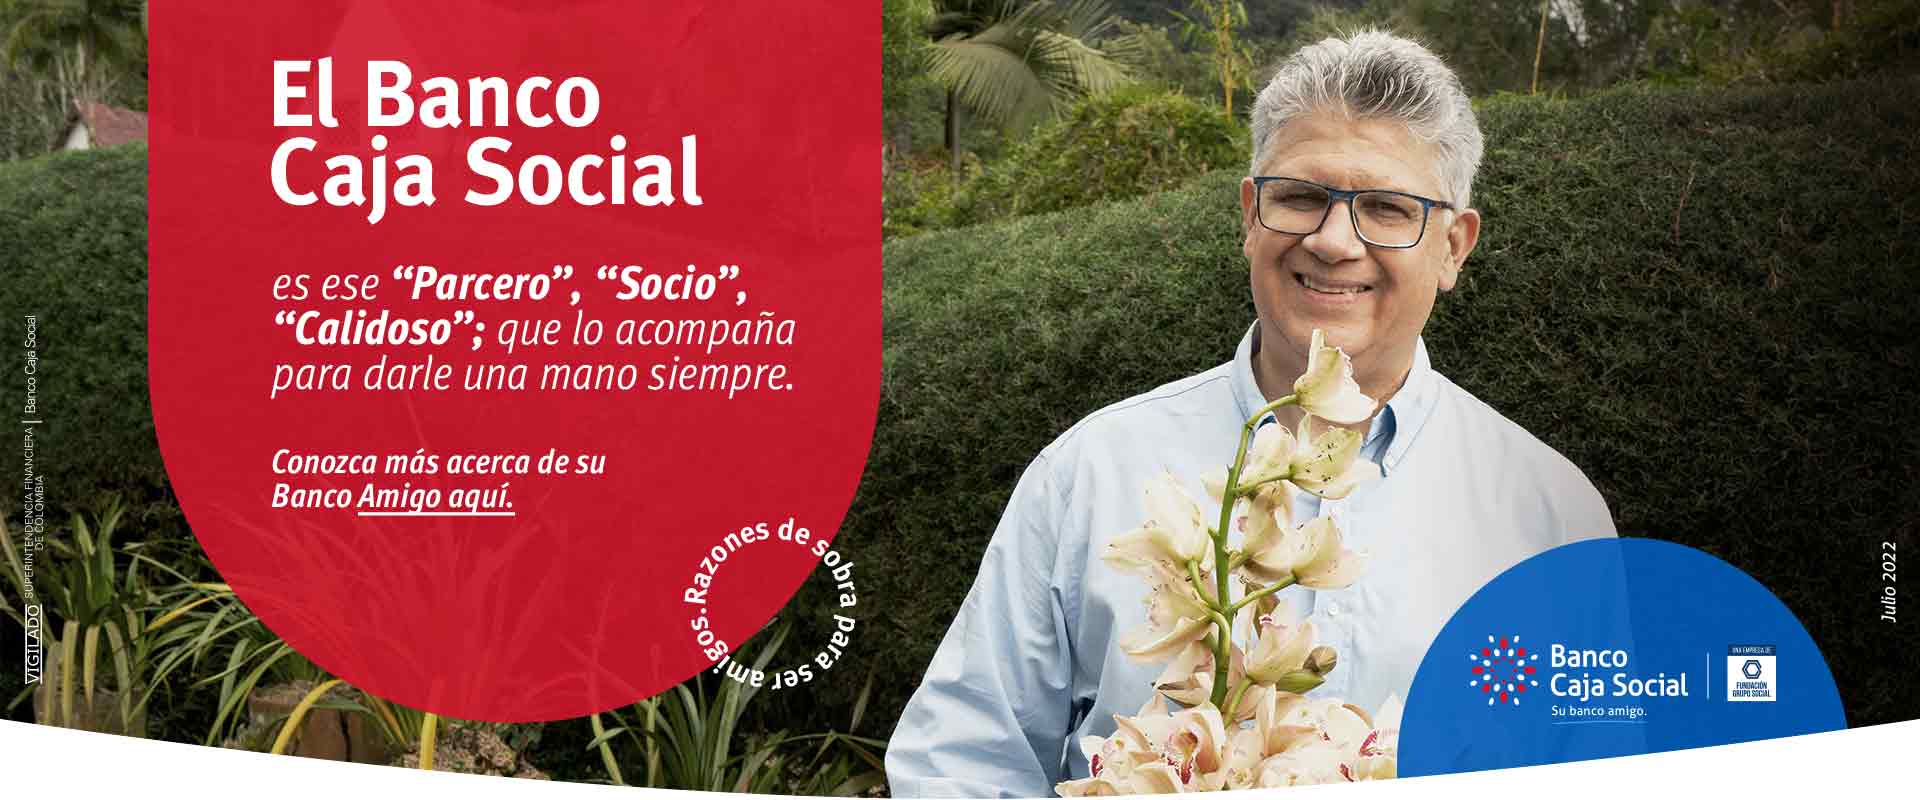 El Banco
Caja Social
es ese “Parcero”, “Socio”,
“Calidoso”; que lo acompaña
para darle una mano siempre.
Conozca más acerca de su
Banco Amigo aquí.
Razones de sobra para ser amigos.
VIGILADO SUPERINTENDENCIA FINANCIERA
DE COLOMBIA
Banco Caja Social
Julio 2022
Banco
Caja Social
Su banco amigo.
UNA EMPRESA DE
FUNDACIÓN
GRUPO SOCIAL